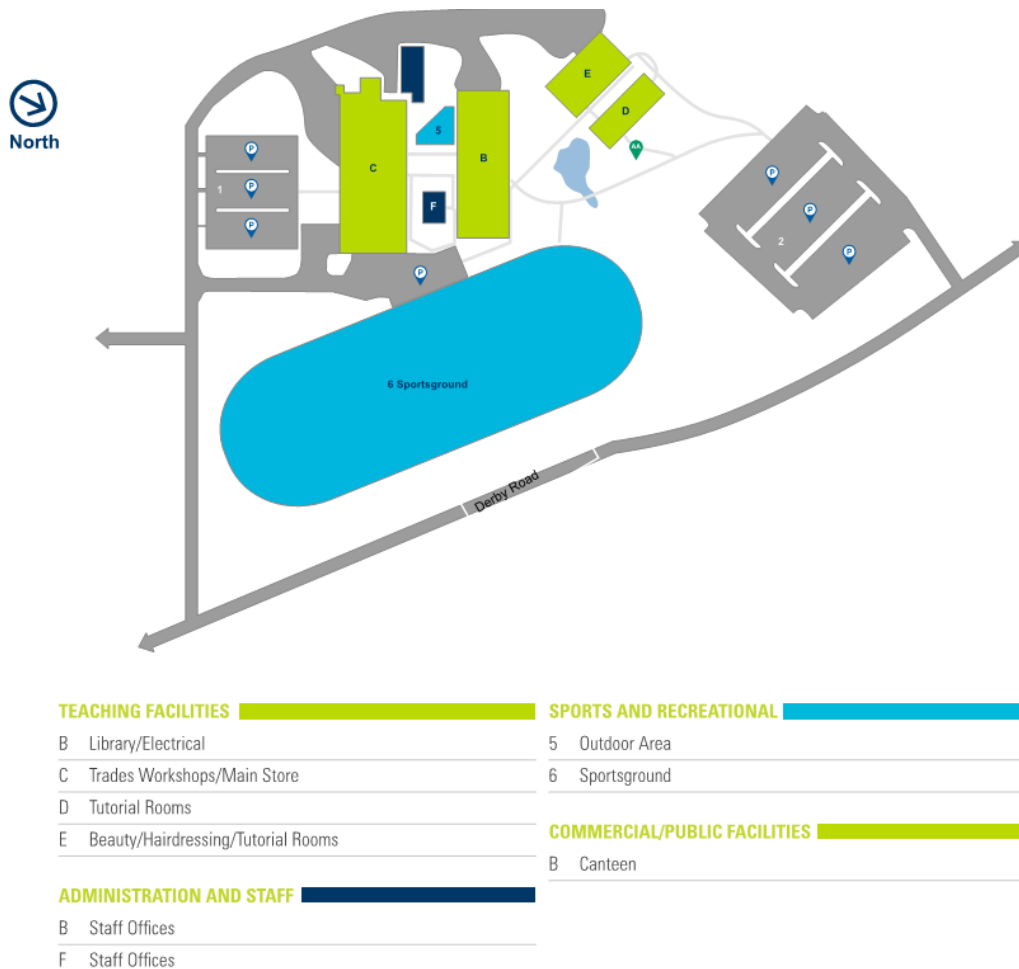 E
North
D
5
AA
P
C
B
P
1
P
F
P
P
2
P
P
P
6 Sportsground
Derby Road
TEACHING FACILITIES
B Library/Electrical
C Trades Workshops/Main Store
D Tutorial Rooms
E Beauty/Hairdressing/Tutorial Rooms
ADMINISTRATION AND STAFF
B Staff Offices
F Staff Offices
SPORTS AND RECREATIONAL
5 Outdoor Area
6 Sportsground
COMMERCIAL/PUBLIC FACILITIES
B Canteen